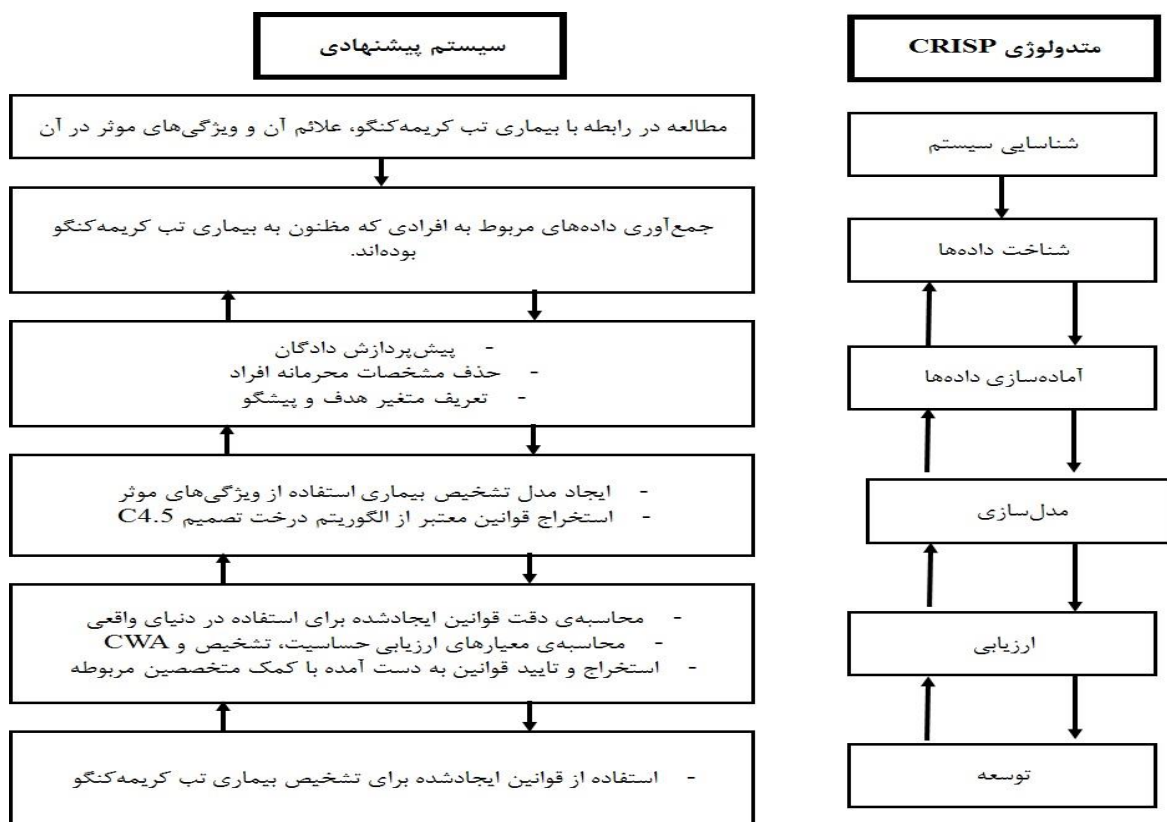 متدولوژی CRISP
شناسایی سیستم
شناخت داده‌ها
آماده‌سازی داده‌ها
مدل‌سازی
ارزیابی
توسعه
سیستم پیشنهادی
مطالعه در رابطه با بیماری تب کریمه‌کنگو، علائم آن و ویژگی‌های موثر در آن
جمع‌آوری داده‌های مربوط به افرادی که مظنون به بیماری تب کریمه‌کنگو
بوده‌اند.
- پیش‌پردازش دادگان
- حذف مشخصات محرمانه افراد
- تعریف متغیر هدف و پیشگو
- ایجاد مدل تشخیص بیماری استفاده از ویژگی‌های موثر
- استخراج قوانین معتبر از الگوریتم درخت تصمیم C4.5
- محاسبه‌ی دقت قوانین ایجادشده برای استفاده در دنیای واقعی
- محاسبه‌ی معیارهای ارزیابی حساسیت، تشخیص و CWA
- استخراج و تایید قوانین به دست آمده با کمک متخصصین مربوطه
- استفاده از قوانین ایجادشده برای تشخیص بیماری تب کریمه‌کنگو